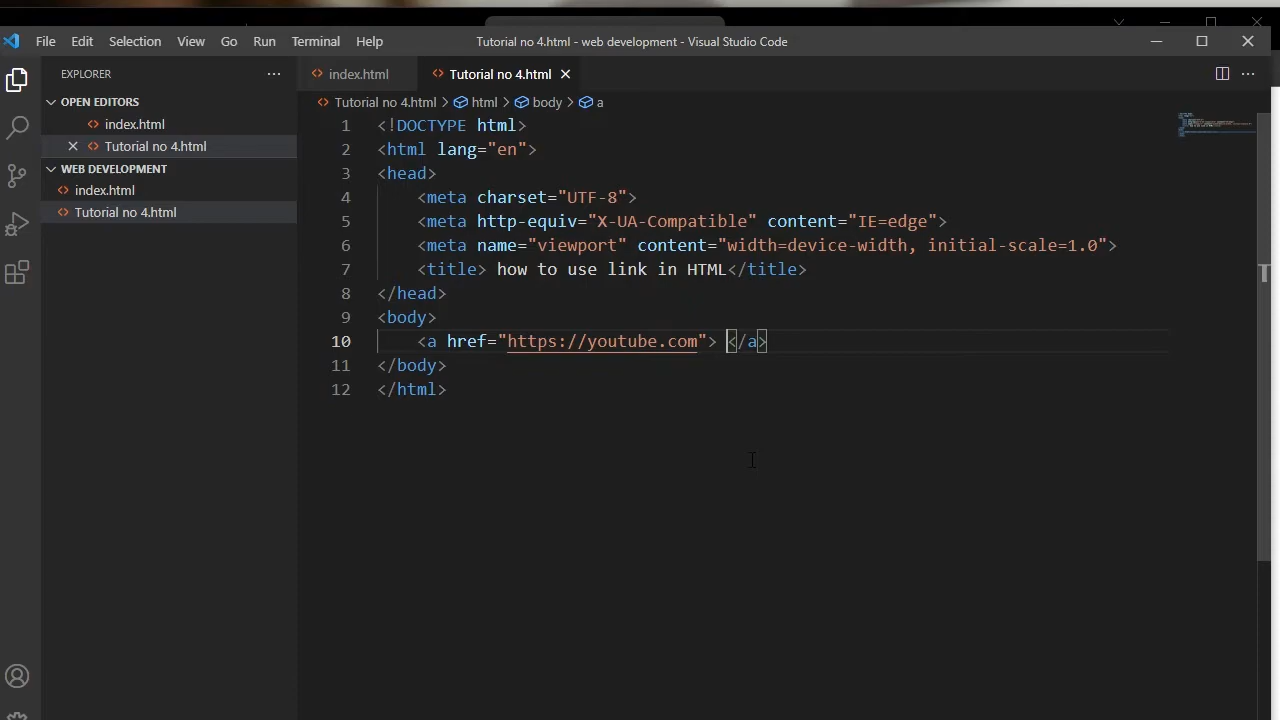 File Edit Selection View Go Run Terminal Help
Tutorial no 4.html - web development - Visual Studio Code
EXPLORER
OPEN EDITORS
index.html
Tutorial no 4.html
WEB DEVELOPMENT
index.html
Tutorial no 4.html
index.html
Tutorial no 4.html
Tutorial no 4.html > html > body > a
1 <!DOCTYPE html>
2 <html lang="en">
3 <head>
4 <meta charset="UTF-8">
5 <meta http-equiv="X-UA-Compatible" content="IE=edge">
6 <meta name="viewport" content="width=device-width, initial-scale=1.0">
7 <title> how to use link in HTML</title>
8 </head>
9 <body>
10 <a href="https://youtube.com"> </a>
11 </body>
12 </html>
T